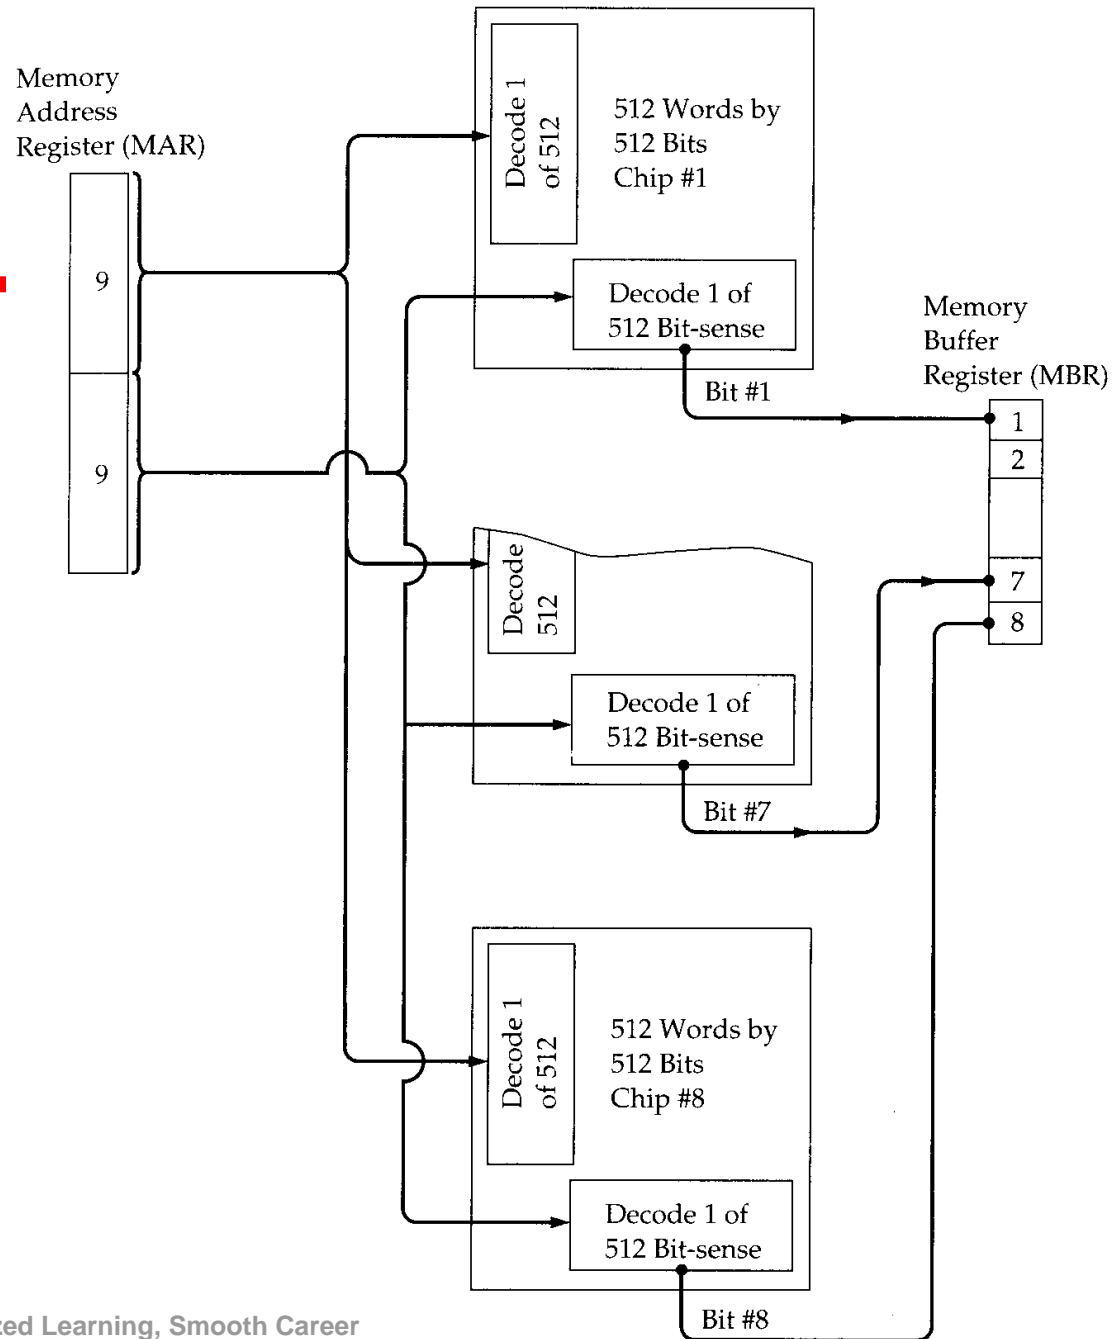 Memory
Address
Register (MAR)
9
9
Decode 1
of 512
512 Words by
512 Bits
Chip #1
Decode 1 of
512 Bit-sense
Bit #1
Memory
Buffer
Register (MBR)
1
2
7
8
Decode
512
Decode 1 of
512 Bit-sense
Bit #7
Decode 1
of 512
512 Words by
512 Bits
Chip #8
Decode 1 of
512 Bit-sense
Bit #8
zed Learning, Smooth Career